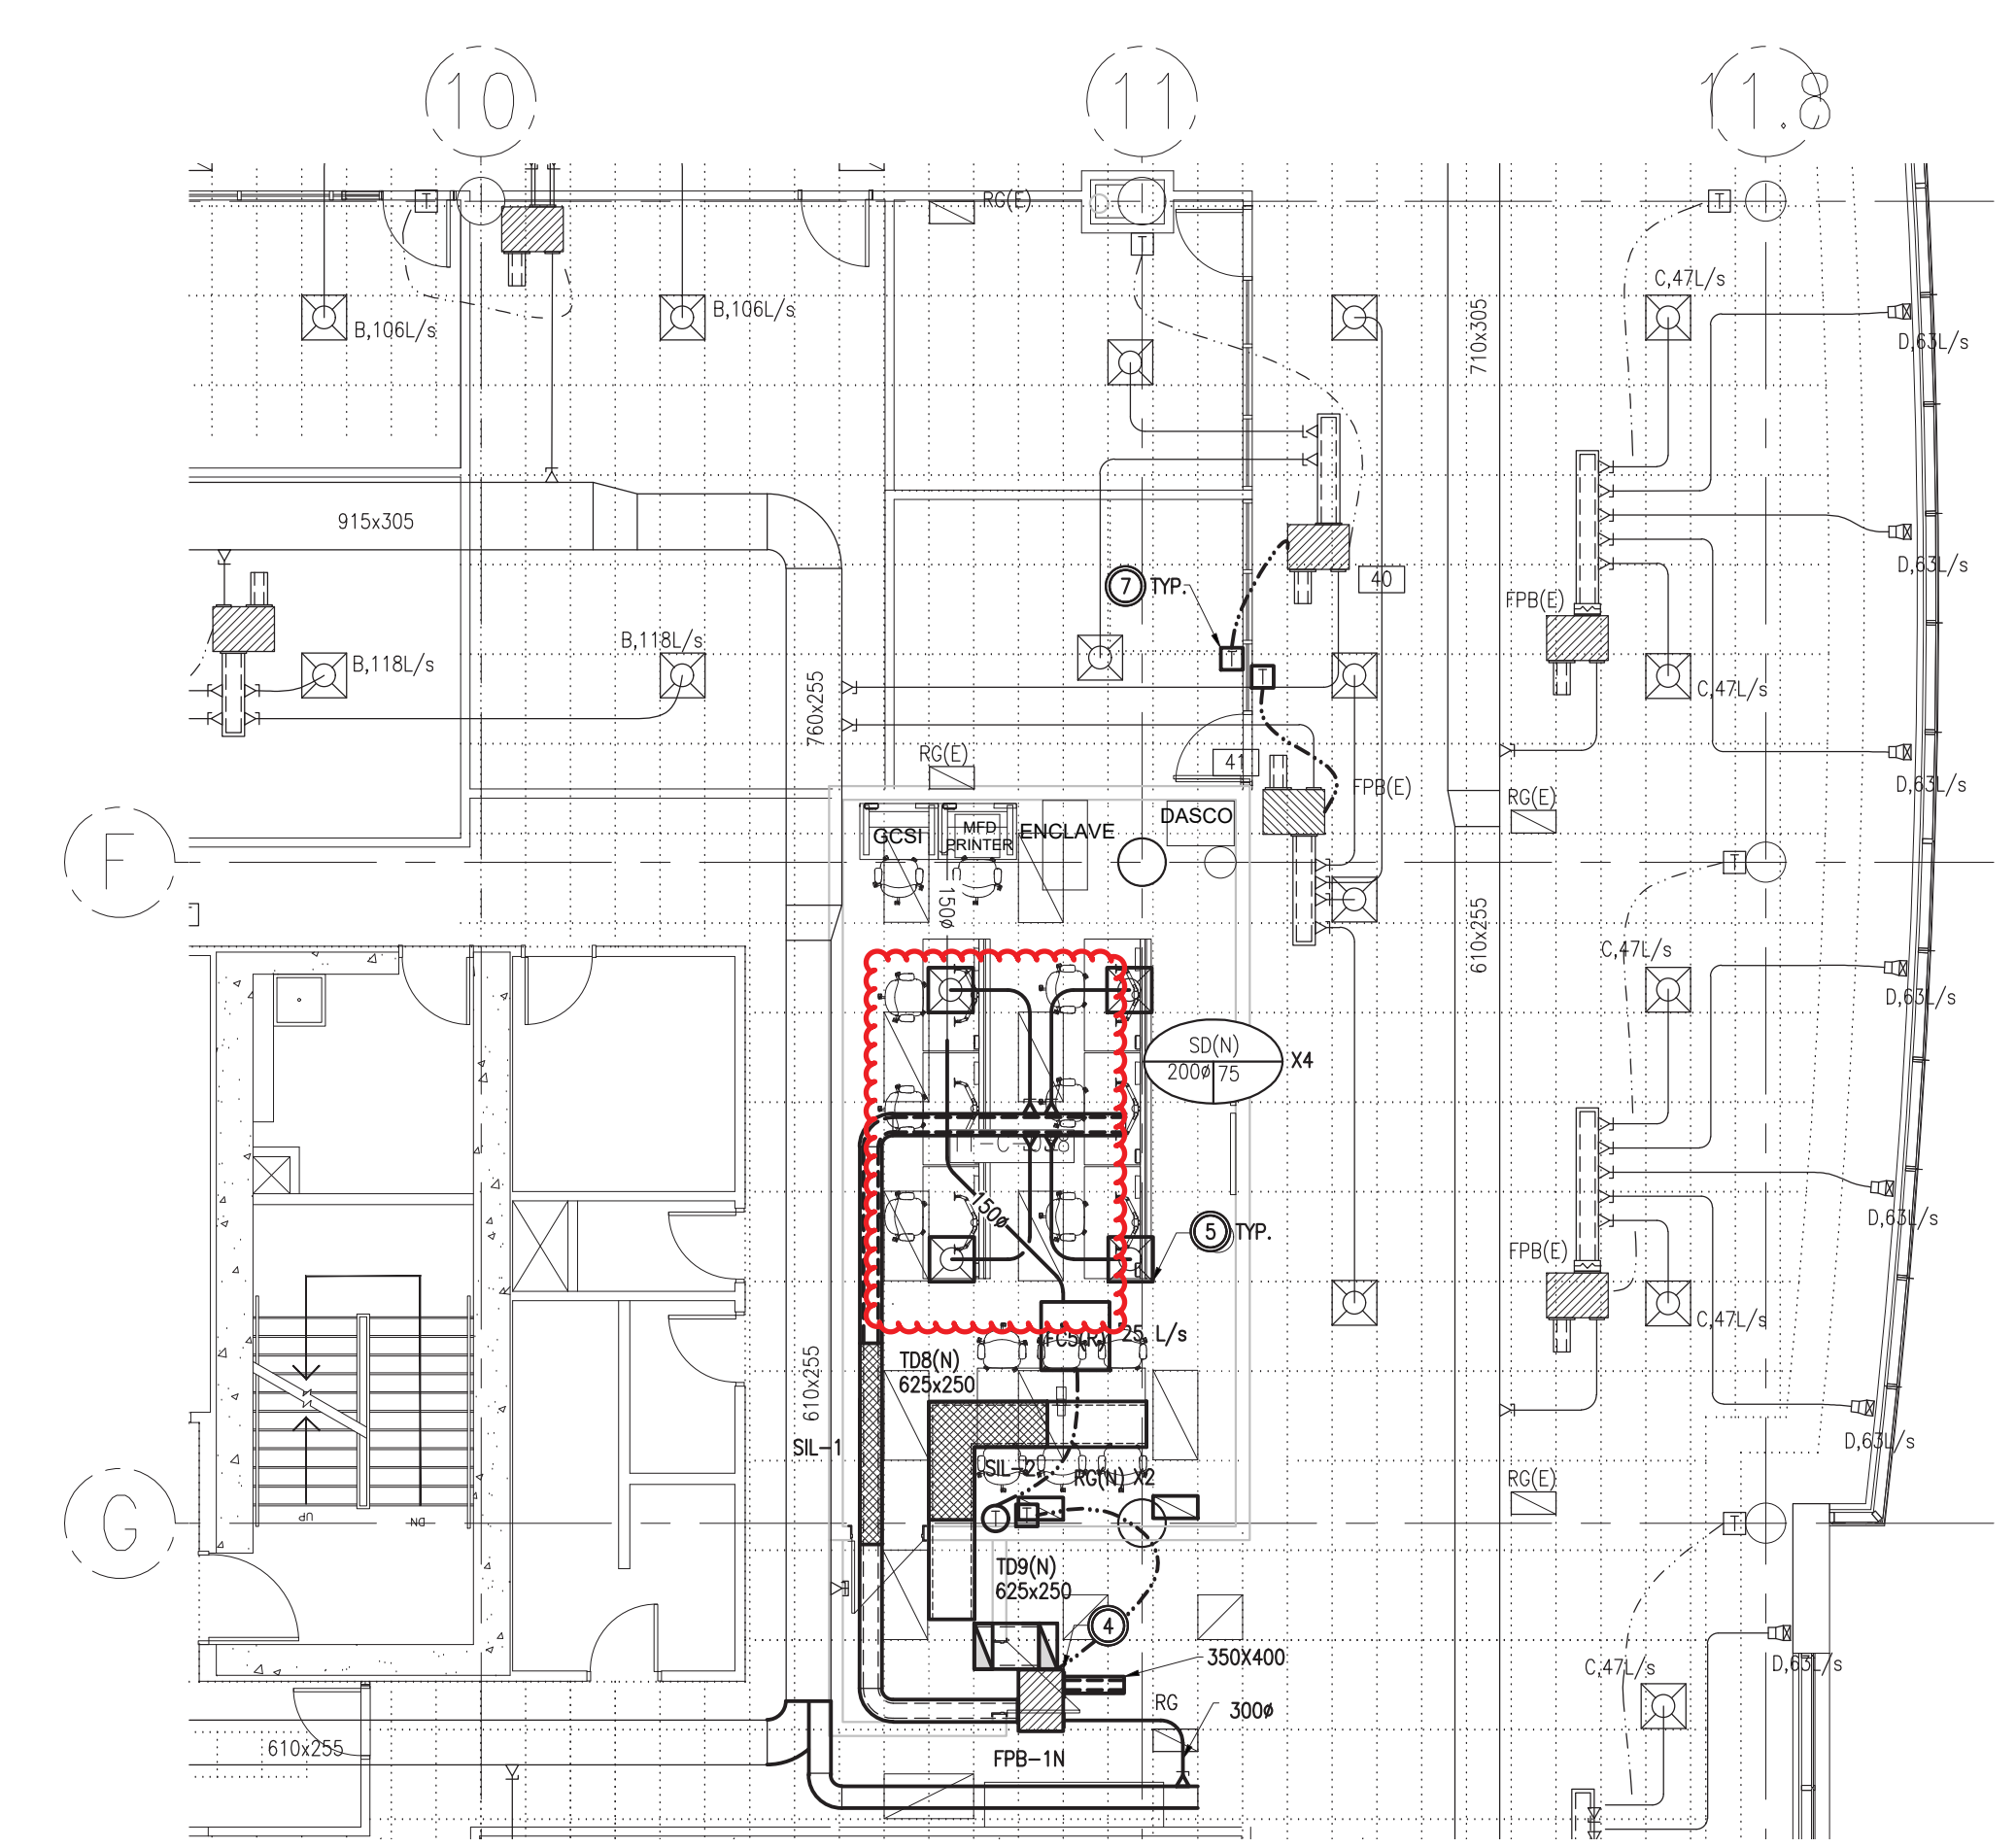 10
11
11.8
T
RG(E)
T
T
B,106L/s
B,106L/s
C,47L/s
D,63L/s
710x305
915x305
D,63L/s
7 TYP.
40
FPB(E)
B,118L/s
B,118L/s
T
T
C,47L/s
760x255
RG(E)
41
FPB(E)
D,63L/s
RG(E)
F
GCSI
MFD
PRINTER
ENCLAVE
DASCO
T
150ø
610x255
C,47L/s
D,63L/s
SD(N)
200ø 75
X4
150ø
5 TYP.
D,63L/s
FPB(E)
C,47L/s
FC5(R)
25 L/s
TD8(N)
625x250
610x255
SIL-1
D,63L/s
SIL-2
RG(N) X2
RG(E)
G
UP
DN
T
T
T
TD9(N)
625x250
4
350X400
C,47L/s
D,63L/s
RG
300ø
610x255
FPB-1N